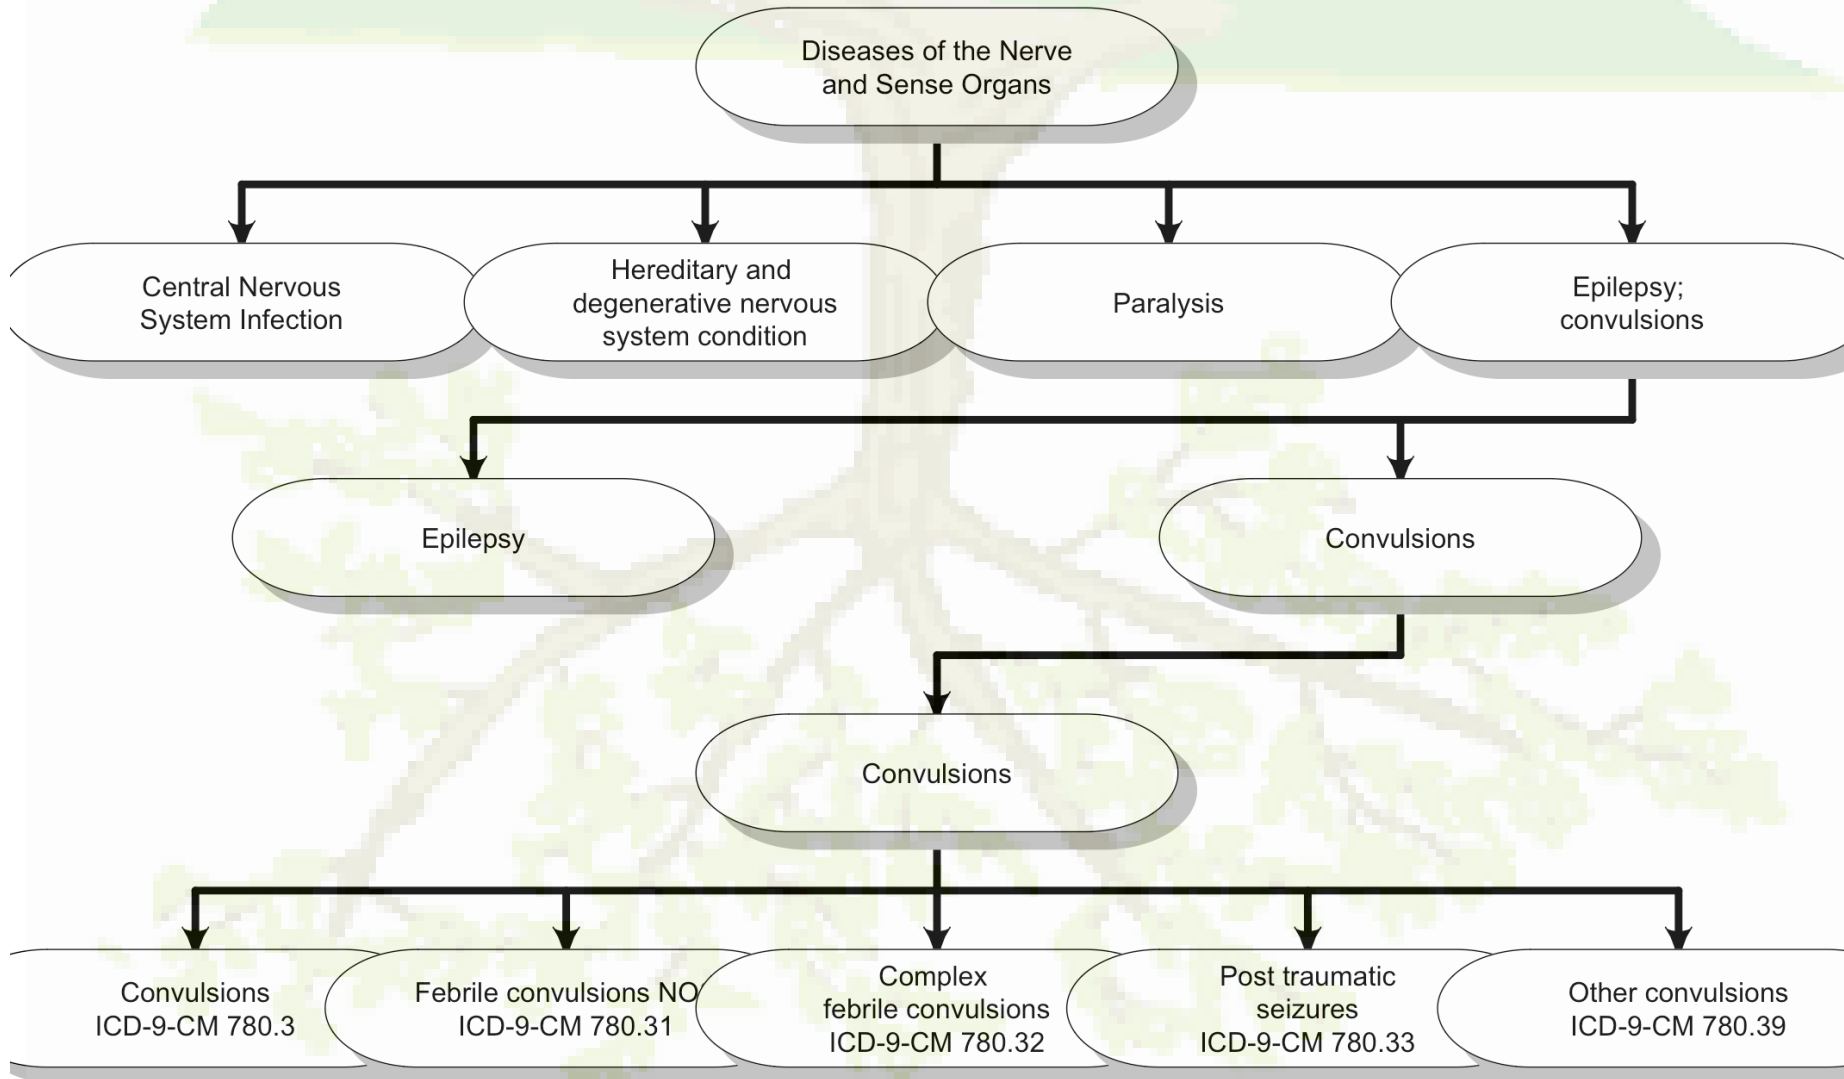 Diseases of the Nerve
and Sense Organs
Central Nervous
System Infection
Hereditary and
degenerative nervous
system condition
Paralysis
Epilepsy;
convulsions
Epilepsy
Convulsions
Convulsions
Convulsions
ICD-9-CM 780.3
Febrile convulsions NO
ICD-9-CM 780.31
Complex
febrile convulsions
ICD-9-CM 780.32
Post traumatic
seizures
ICD-9-CM 780.33
Other convulsions
ICD-9-CM 780.39